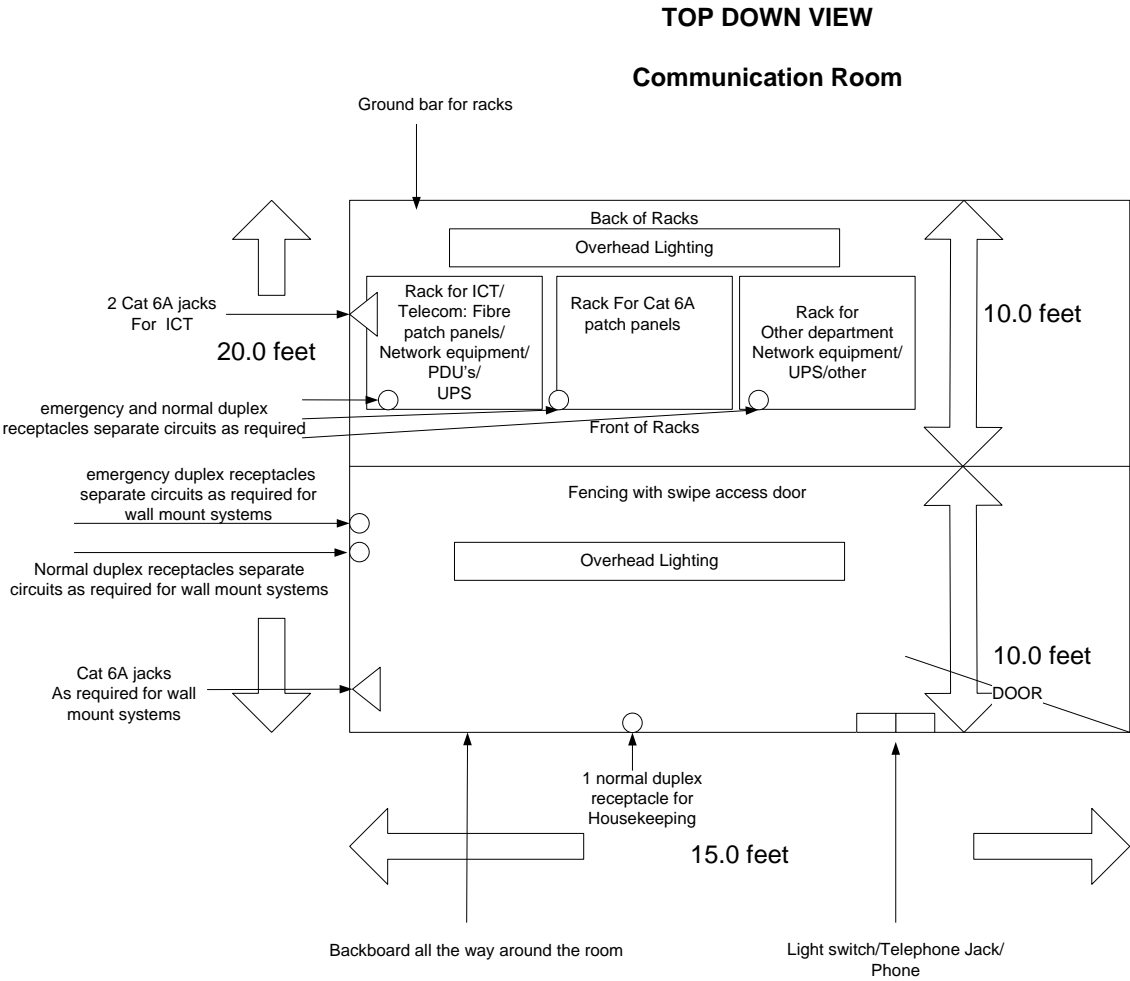 TOP DOWN VIEW
Communication Room
Ground bar for racks
Back of Racks
Overhead Lighting
2 Cat 6A jacks
For ICT
20.0 feet
Rack for ICT/
Telecom: Fibre
patch panels/
Network equipment/
PDU's/
UPS
Rack For Cat 6A
patch panels
Rack for
Other department
Network equipment/
UPS/other
10.0 feet
emergency and normal duplex
receptacles separate circuits as required
Front of Racks
emergency duplex receptacles
separate circuits as required for
wall mount systems
Fencing with swipe access door
Overhead Lighting
Normal duplex receptacles separate
circuits as required for wall mount systems
10.0 feet
DOOR
Cat 6A jacks
As required for wall
mount systems
1 normal duplex
receptacle for
Housekeeping
15.0 feet
Backboard all the way around the room
Light switch/Telephone Jack/
Phone